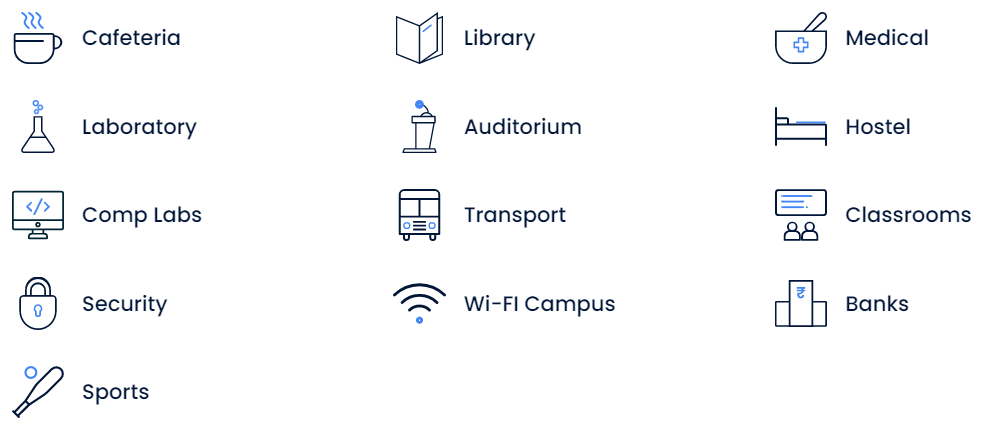 Cafeteria
Library
Medical
Laboratory
Auditorium
Hostel
</>
Comp Labs
Transport
Classrooms
Security
Wi-FI Campus
₹
Banks
Sports